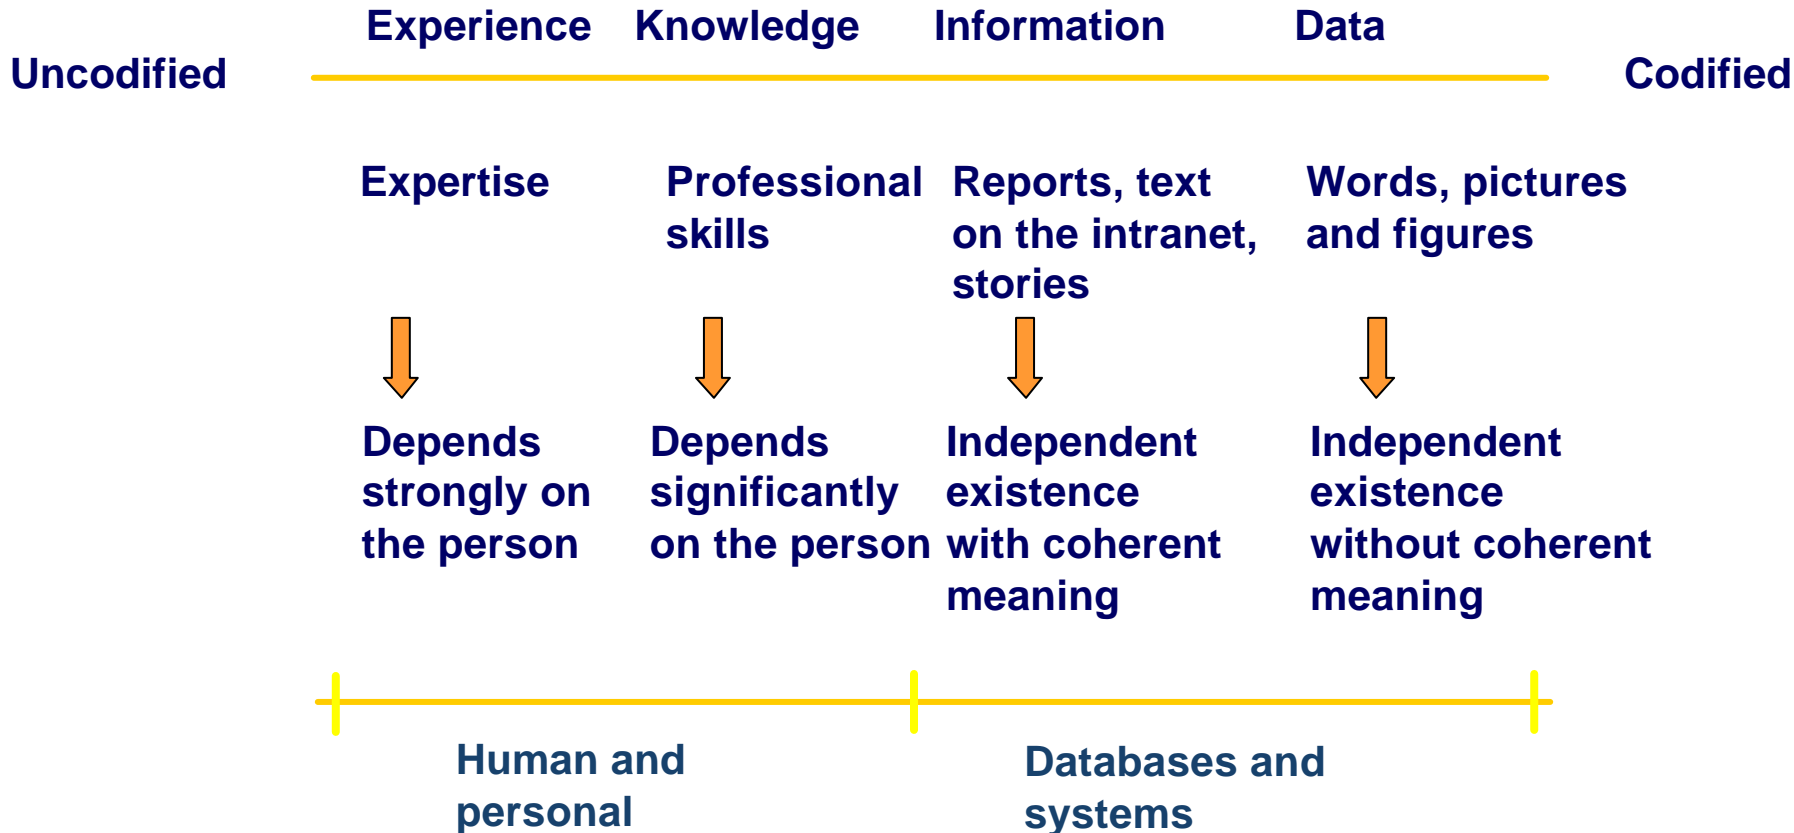 Experience Knowledge Information Data
Uncodified Codified
Expertise
Professional
skills
Reports, text
on the intranet,
stories
Words, pictures
and figures
Depends
strongly on
the person
Depends
significantly
on the person
Independent
existence
with coherent
meaning
Independent
existence
without coherent
meaning
Human and
personal
Databases and
systems